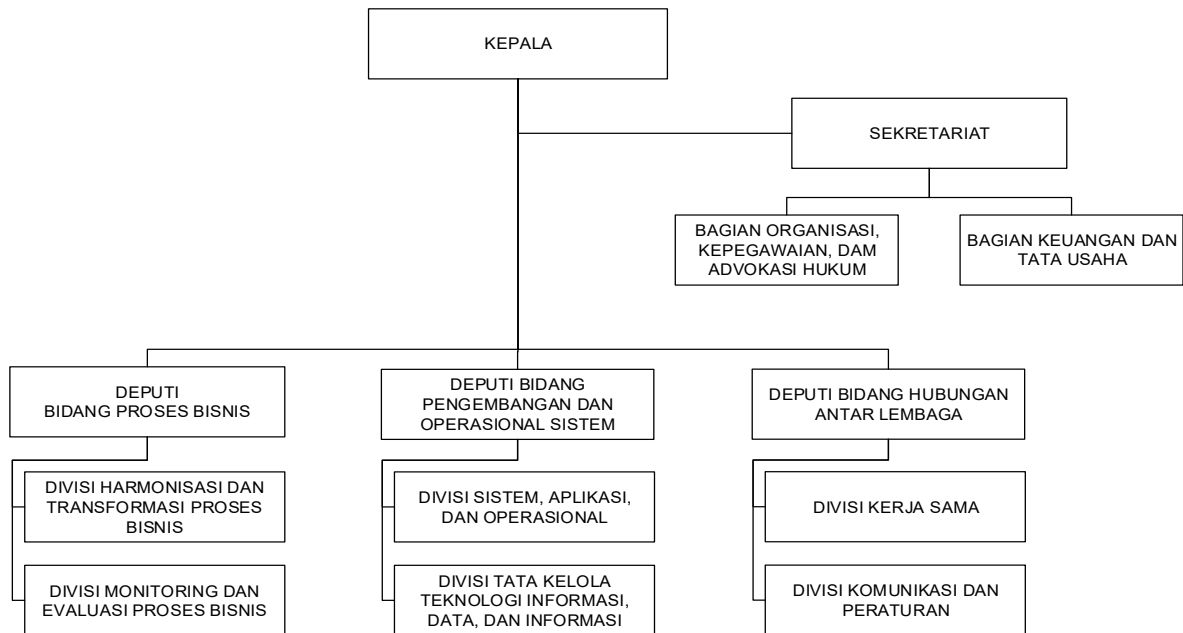 KEPALA
SEKRETARIAT
BAGIAN ORGANISASI,
KEPEGAWAIAN, DAM
ADVOKASI HUKUM
BAGIAN KEUANGAN DAN
TATA USAHA
DEPUTI
BIDANG PROSES BISNIS
DEPUTI BIDANG
PENGEMBANGAN DAN
OPERASIONAL SISTEM
DEPUTI BIDANG HUBUNGAN
ANTAR LEMBAGA
DIVISI HARMONISASI DAN
TRANSFORMASI PROSES
BISNIS
DIVISI SISTEM, APLIKASI,
DAN OPERASIONAL
DIVISI KERJA SAMA
DIVISI MONITORING DAN
EVALUASI PROSES BISNIS
DIVISI TATA KELOLA
TEKNOLOGI INFORMASI,
DATA, DAN INFORMASI
DIVISI KOMUNIKASI DAN
PERATURAN